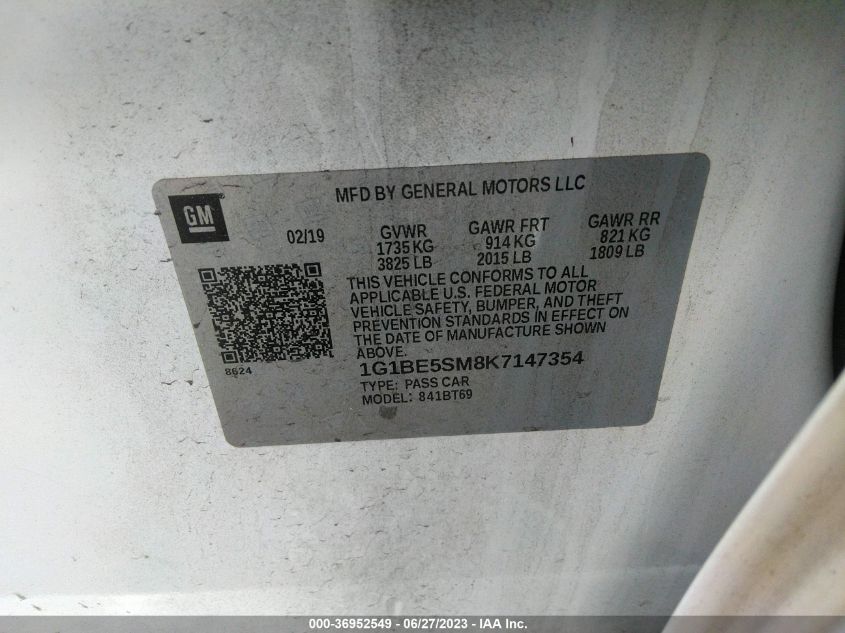 MFD BY GENERAL MOTORS LLC
GM
02/19
GVWR
1735 KG
3825 LB
GAWR FRT
914 KG
2015 LB
GAWR RR
821 KG
1809 LB
THIS VEHICLE CONFORMS TO ALL
APPLICABLE U.S. FEDERAL MOTOR
VEHICLE SAFETY, BUMPER, AND THEFT
PREVENTION STANDARDS IN EFFECT ON
THE DATE OF MANUFACTURE SHOWN
ABOVE.
8624
1G1BE5SM8K7147354
TYPE: PASS CAR
MODEL: 841BT69
000-36952549 - 06/27/2023 - IAA Inc.